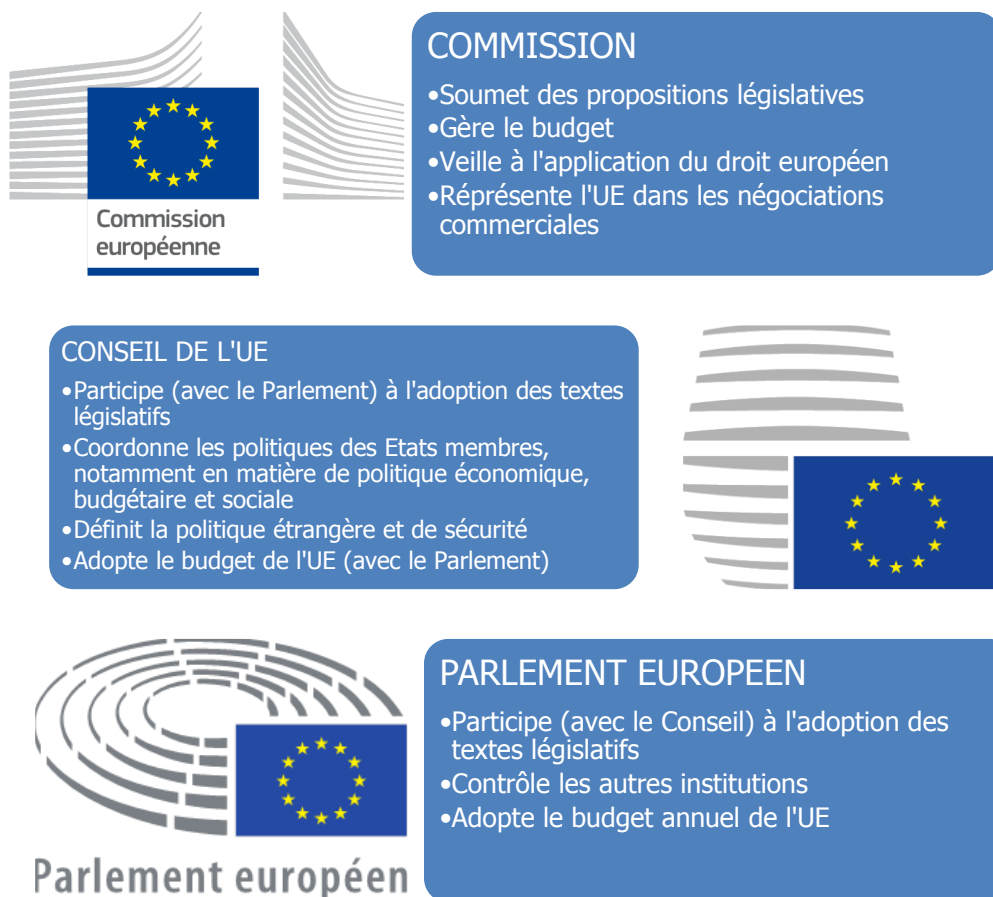 Commission
européenne
COMMISSION
•Soumet des propositions législatives
•Gère le budget
•Veille à l'application du droit européen
•Réprésente l'UE dans les négociations
commerciales
CONSEIL DE L'UE
•Participe (avec le Parlement) à l'adoption des textes
législatifs
•Coordonne les politiques des Etats membres,
notamment en matière de politique économique,
budgétaire et sociale
•Définit la politique étrangère et de sécurité
•Adopte le budget de l'UE (avec le Parlement)
Parlement européen
PARLEMENT EUROPEEN
•Participe (avec le Conseil) à l'adoption des
textes législatifs
•Contrôle les autres institutions
•Adopte le budget annuel de l'UE